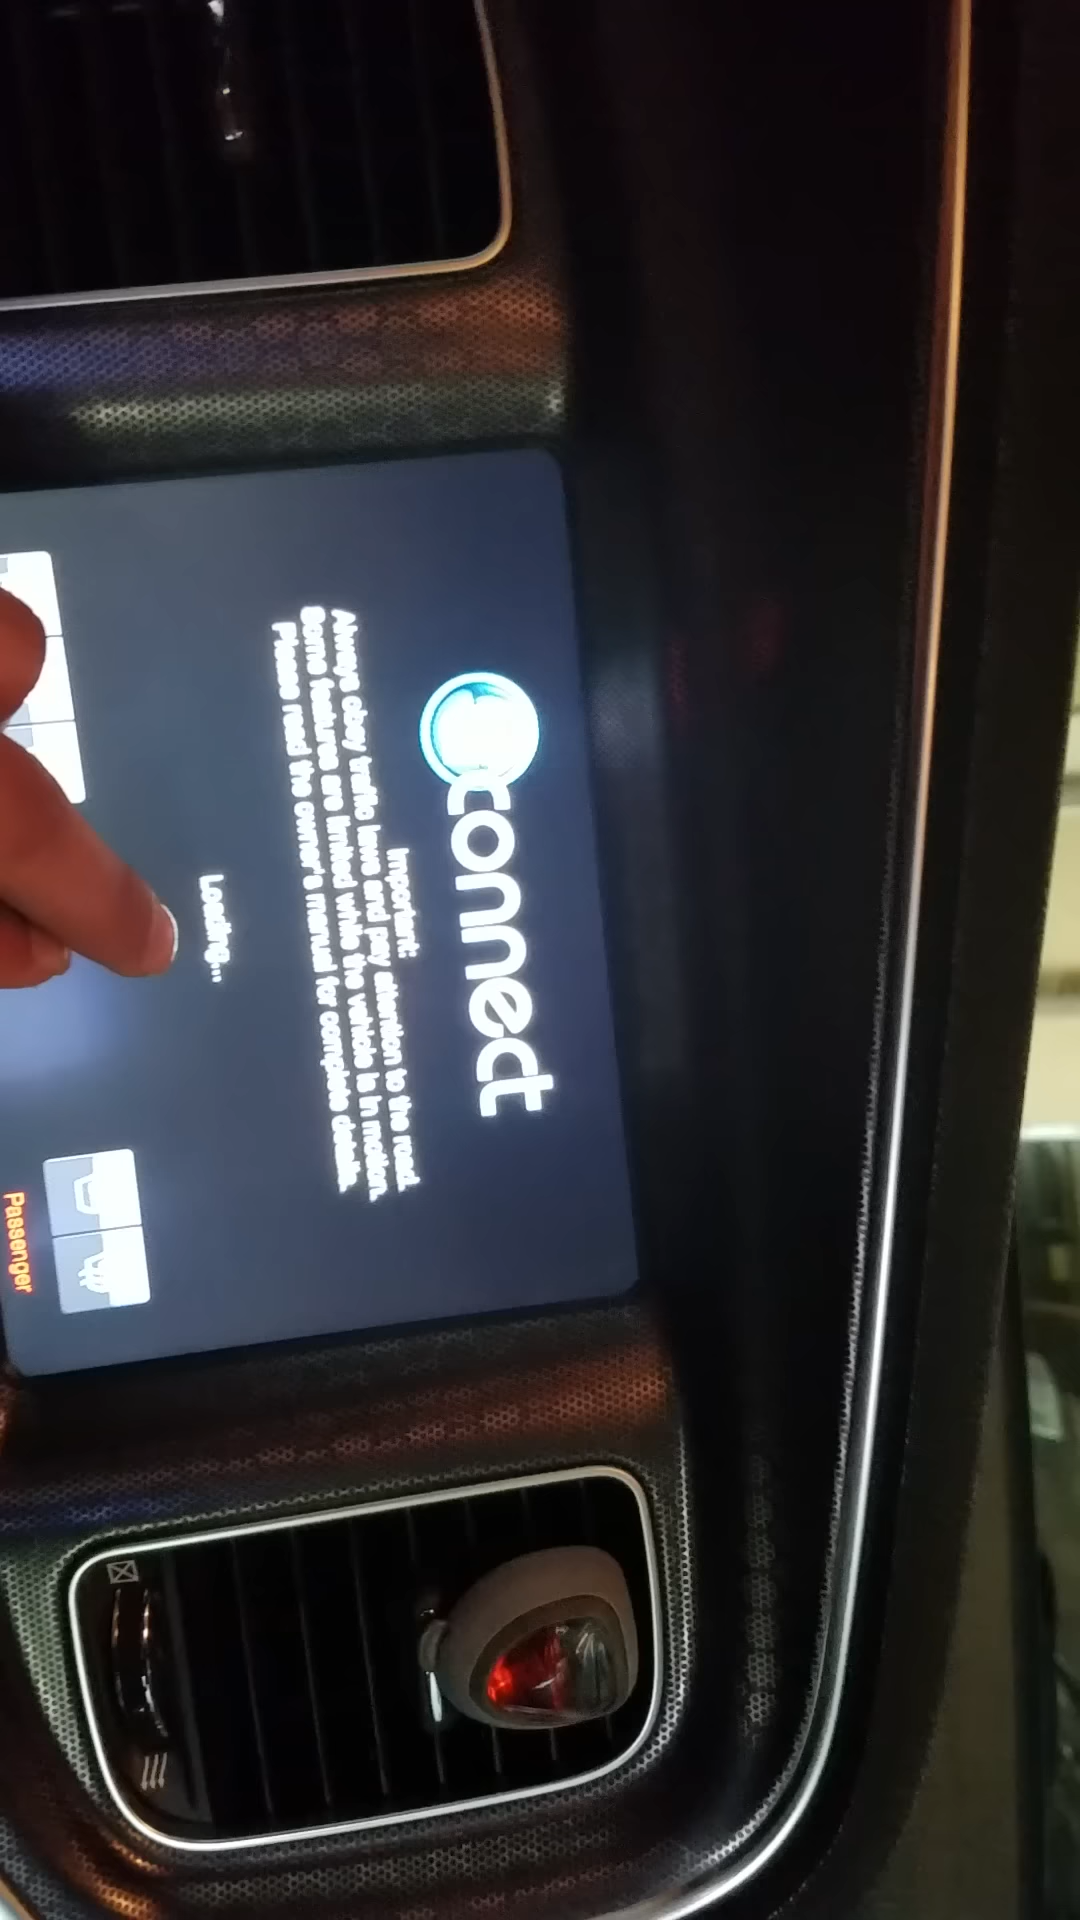 uconnect
Important:
Always obey traffic laws and pay attention to the road.
Some features are limited while the vehicle is in motion.
Please read the owner's manual for complete details.
Loading...
Passenger